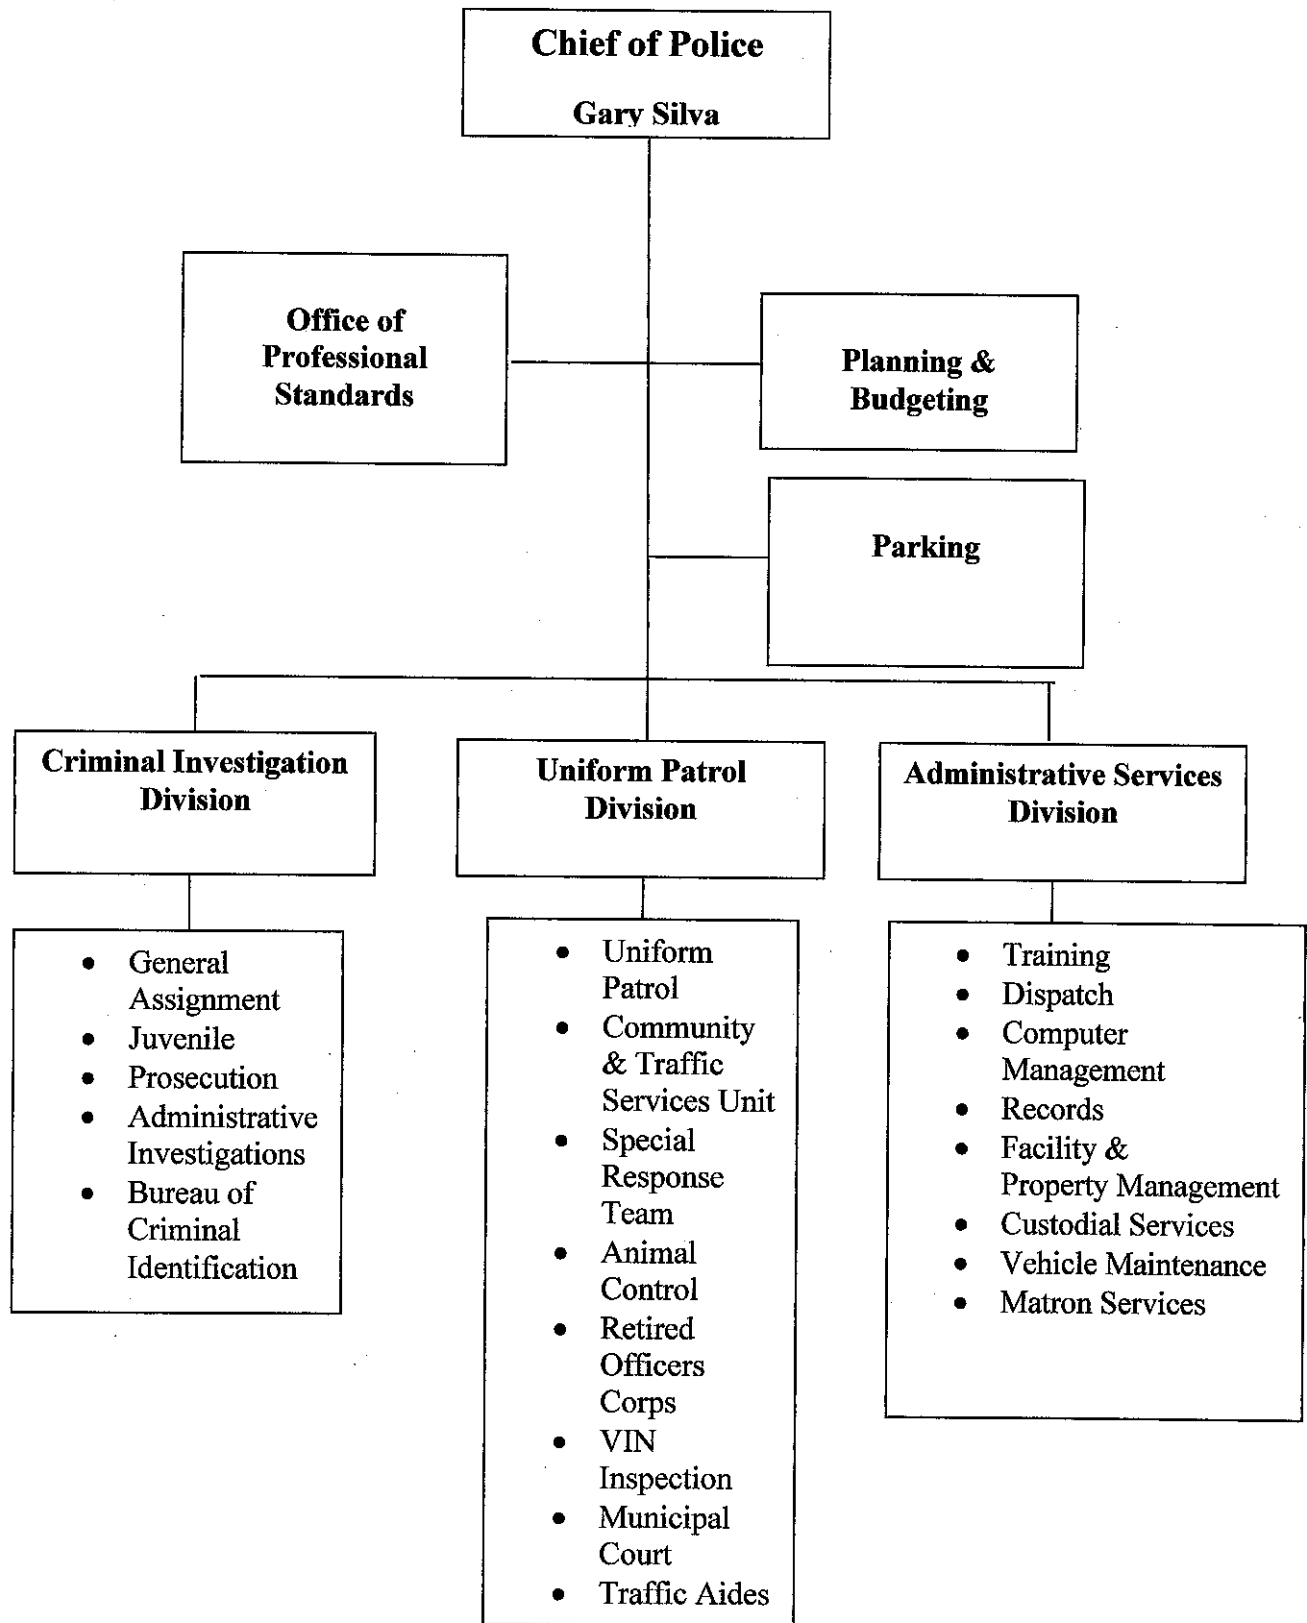 Chief of Police
Gary Silva
Office of
Professional
Standards
Planning &
Budgeting
Parking
Criminal Investigation
Division
Uniform Patrol
Division
Administrative Services
Division
• General
Assignment
• Juvenile
• Prosecution
• Administrative
Investigations
• Bureau of
Criminal
Identification
• Uniform
Patrol
• Community
& Traffic
Services Unit
• Special
Response
Team
• Animal
Control
• Retired
Officers
Corps
• VIN
Inspection
• Municipal
Court
• Traffic Aides
• Training
• Dispatch
• Computer
Management
• Records
• Facility &
Property Management
• Custodial Services
• Vehicle Maintenance
• Matron Services